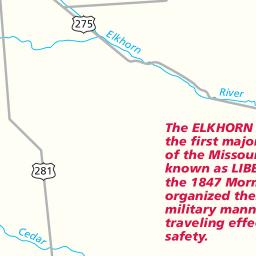 275
Elkhorn
River
The ELKHORN
the first major
of the Missou
known as LIBE
the 1847 Morm
organized the
military mann
traveling effe
safety.
281
Cedar